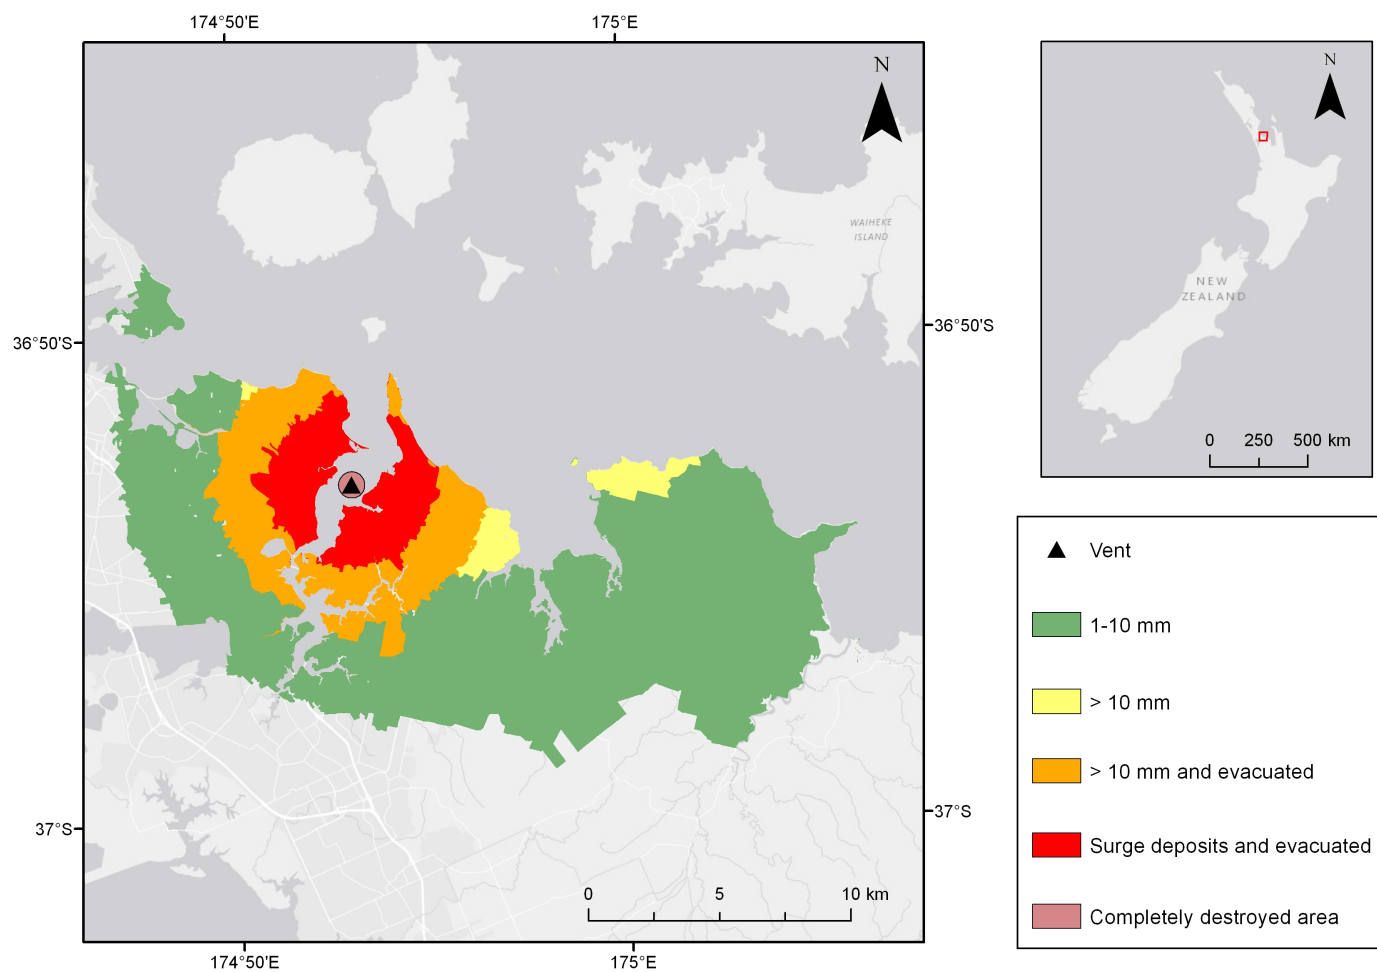 174°50'E
175°E
N
WAIHEKE
ISLAND
36°50'S
36°50'S
37°S
37°S
0
5
10 km
174°50'E
175°E
N
NEW
ZEALAND
0
250
500 km
Vent
1-10 mm
> 10 mm
> 10 mm and evacuated
Surge deposits and evacuated
Completely destroyed area